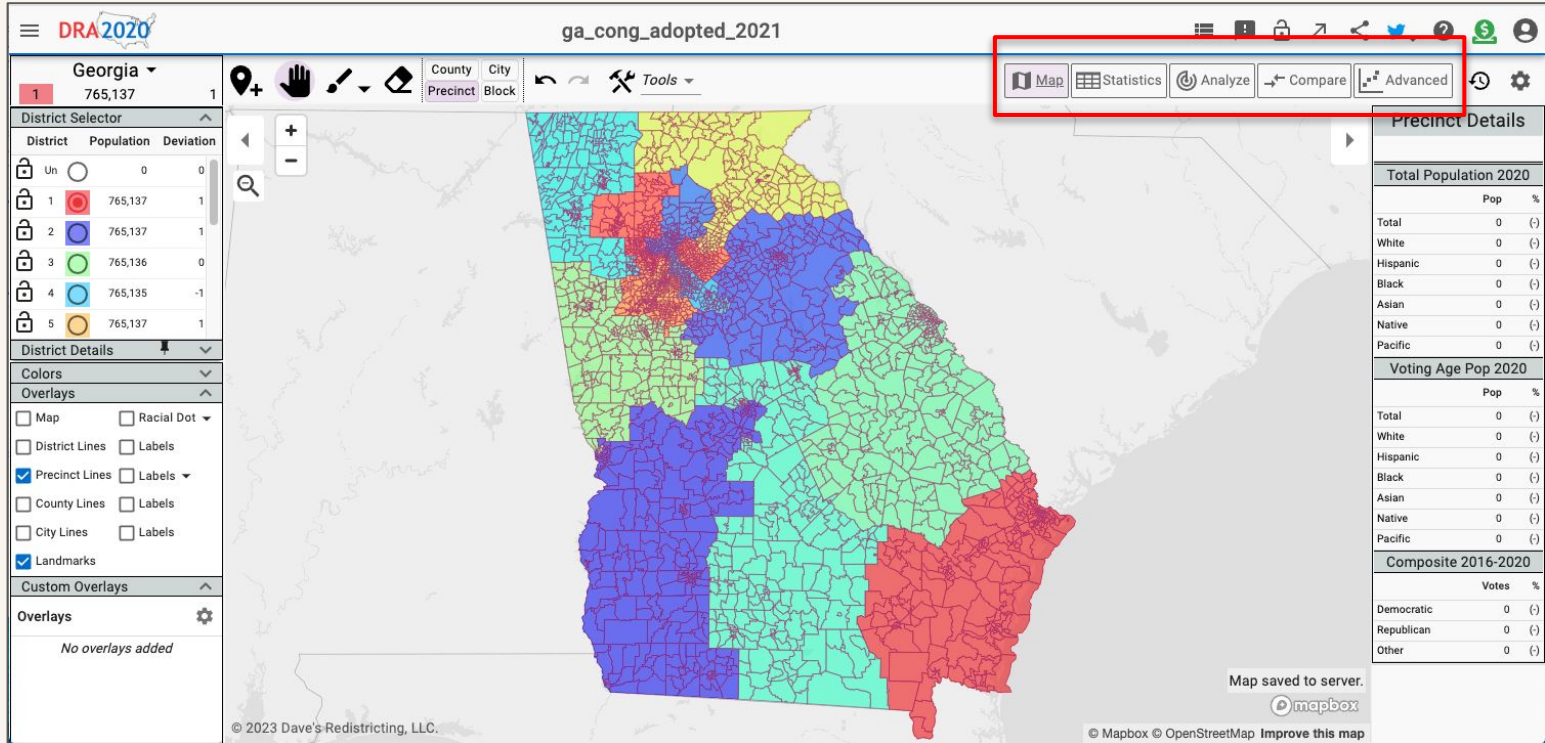 DRA2020
ga_cong_adopted_2021
Georgia
1 765,137 1
County City
Precinct Block
Tools
Map Statistics Analyze Compare Advanced
District Selector
District Population Deviation
Un 0 0
1 765,137 1
2 765,137 1
3 765,136 0
4 765,135 -1
5 765,137 1
District Details
Colors
Overlays
Map Racial Dot
District Lines Labels
Precinct Lines Labels
County Lines Labels
City Lines Labels
Landmarks
Custom Overlays
Overlays
No overlays added
Precinct Details
Total Population 2020
Pop %
Total 0 (-)
White 0 (-)
Hispanic 0 (-)
Black 0 (-)
Asian 0 (-)
Native 0 (-)
Pacific 0 (-)
Voting Age Pop 2020
Pop %
Total 0 (-)
White 0 (-)
Hispanic 0 (-)
Black 0 (-)
Asian 0 (-)
Native 0 (-)
Pacific 0 (-)
Composite 2016-2020
Votes %
Democratic 0 (-)
Republican 0 (-)
Other 0 (-)
Map saved to server.
mapbox
© 2023 Dave's Redistricting, LLC.
© Mapbox © OpenStreetMap Improve this map